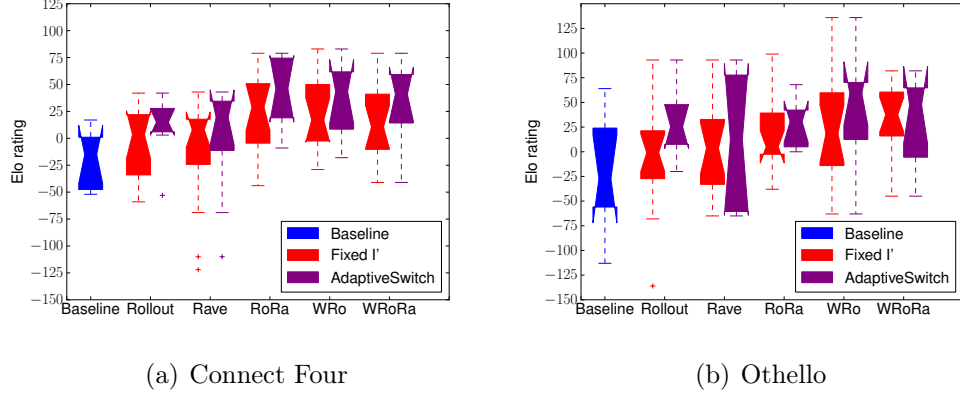 125
100
75
50
25
0
−25
−50
−75
−100
−125
−150
Elo rating
Baseline Rollout Rave RoRa WRo WRoRa
Baseline
Fixed I'
AdaptiveSwitch
(a) Connect Four
125
100
75
50
25
0
−25
−50
−75
−100
−125
−150
Elo rating
Baseline Rollout Rave RoRa WRo WRoRa
Baseline
Fixed I'
AdaptiveSwitch
(b) Othello